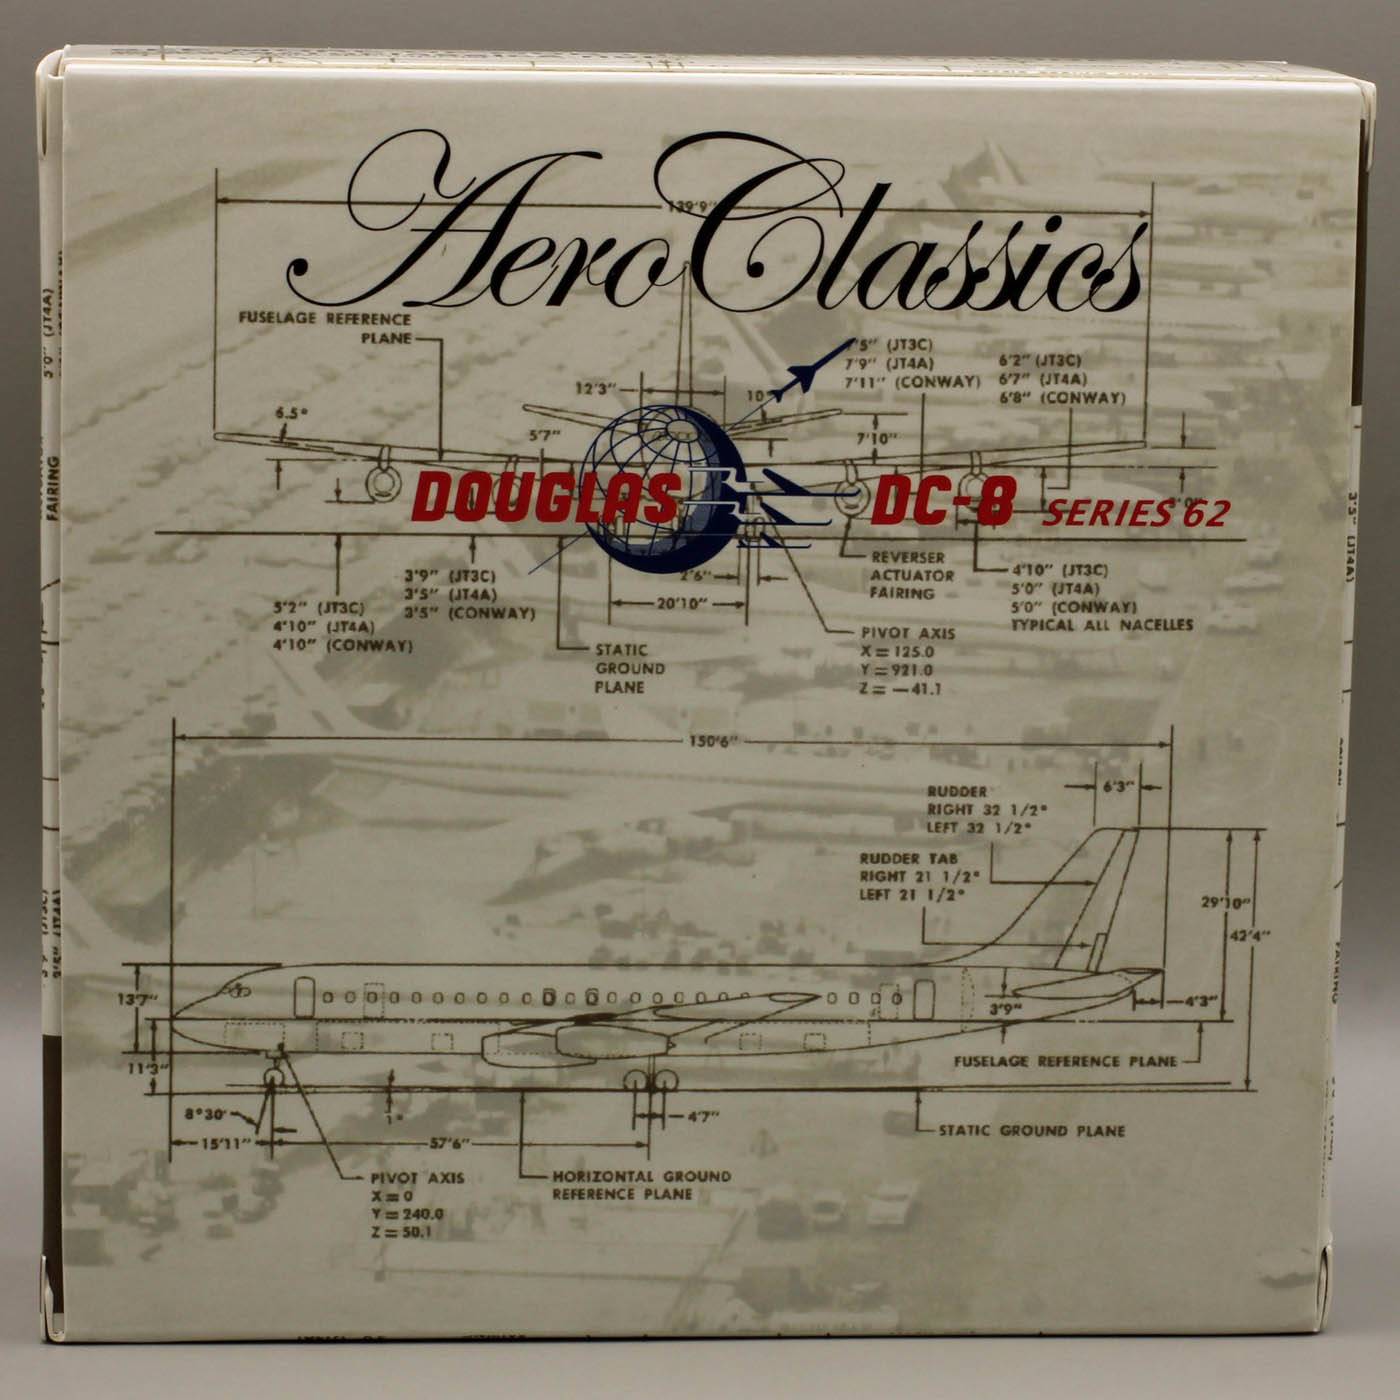 139'9"
AeroClassics
FUSELAGE REFERENCE
PLANE
7'5" (JT3C)
7'9" (JT4A)
7'11" (CONWAY)
6'2" (JT3C)
6'7" (JT4A)
6'8" (CONWAY)
12'3"
10
6.5°
5'7"
7'10"
DOUGLAS DC-8 SERIES 62
REVERSER
ACTUATOR
FAIRING
4'10" (JT3C)
5'0" (JT4A)
5'0" (CONWAY)
TYPICAL ALL NACELLES
3'9" (JT3C)
3'5" (JT4A)
3'5" (CONWAY)
2'6"
20'10"
5'2" (JT3C)
4'10" (JT4A)
4'10" (CONWAY)
STATIC
GROUND
PLANE
PIVOT AXIS
X = 125.0
Y = 921.0
Z = -41.1
150'6"
RUDDER
RIGHT 32 1/2°
LEFT 32 1/2°
6'3"
RUDDER TAB
RIGHT 21 1/2°
LEFT 21 1/2°
29'10"
42'4"
13'7"
3'9"
4'3"
11'3"
FUSELAGE REFERENCE PLANE
8°30'
1°
4'7"
STATIC GROUND PLANE
15'11"
57'6"
PIVOT AXIS
X = 0
Y = 240.0
Z = 50.1
HORIZONTAL GROUND
REFERENCE PLANE
5'0" (JT4A)
FAIRING